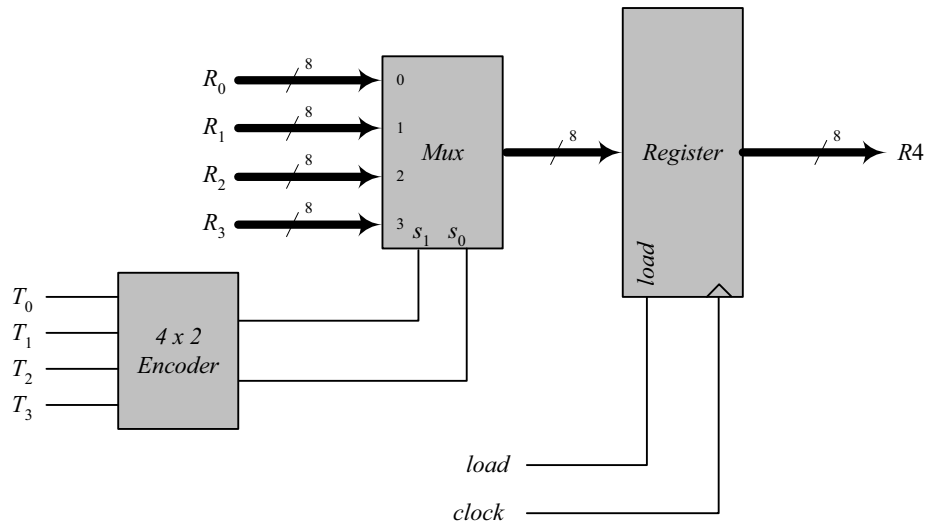 R0
8
0
R1
8
1
R2
8
2
R3
8
3
Mux
s1 s0
8
Register
load
8
R4
T0
T1
T2
T3
4 x 2
Encoder
load
clock